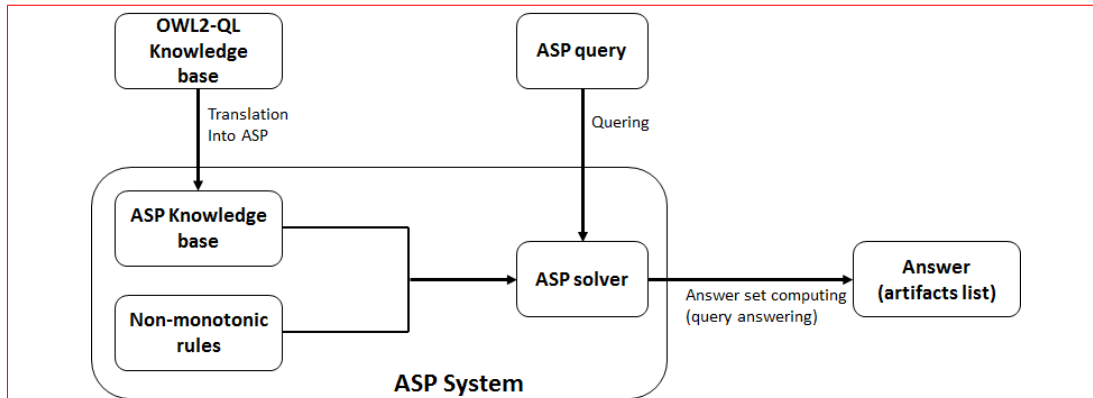 OWL2-QL
Knowledge
base
ASP query
Translation
Into ASP
Quering
ASP Knowledge
base
ASP solver
Answer
(artifacts list)
Answer set computing
(query answering)
Non-monotonic
rules
ASP System